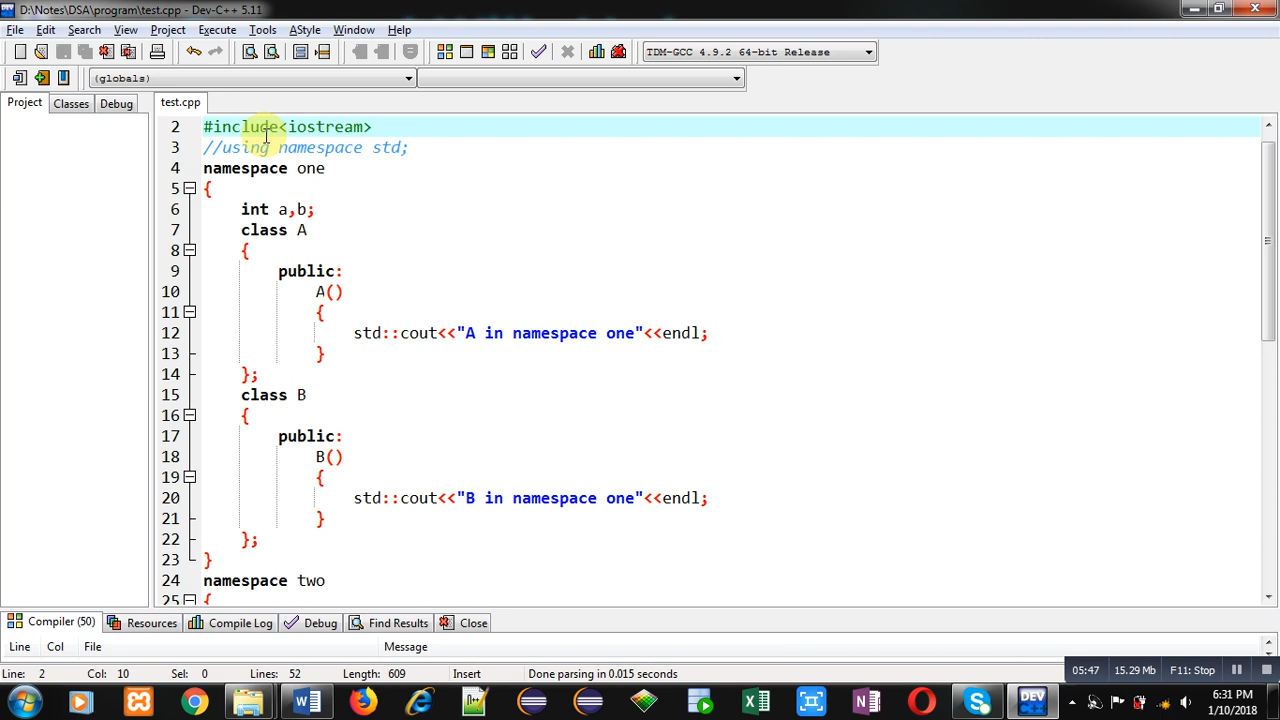 D:\Notes\DSA\program\test.cpp - Dev-C++ 5.11
File Edit Search View Project Execute Tools AStyle Window Help
TDM-GCC 4.9.2 64-bit Release
(globals)
Project Classes Debug test.cpp
2 #include<iostream>
3 //using namespace std;
4 namespace one
5 {
6 int a,b;
7 class A
8 {
9 public:
10 A()
11 {
12 std::cout<<"A in namespace one"<<endl;
13 }
14 };
15 class B
16 {
17 public:
18 B()
19 {
20 std::cout<<"B in namespace one"<<endl;
21 }
22 };
23 }
24 namespace two
25 {
Compiler (50) Resources Compile Log Debug Find Results Close
Line Col File Message
Line: 2 Col: 10 Sel: 0 Lines: 52 Length: 609 Insert Done parsing in 0.015 seconds
05:47 15.29 Mb F11: Stop
DEV
6:31 PM
1/10/2018